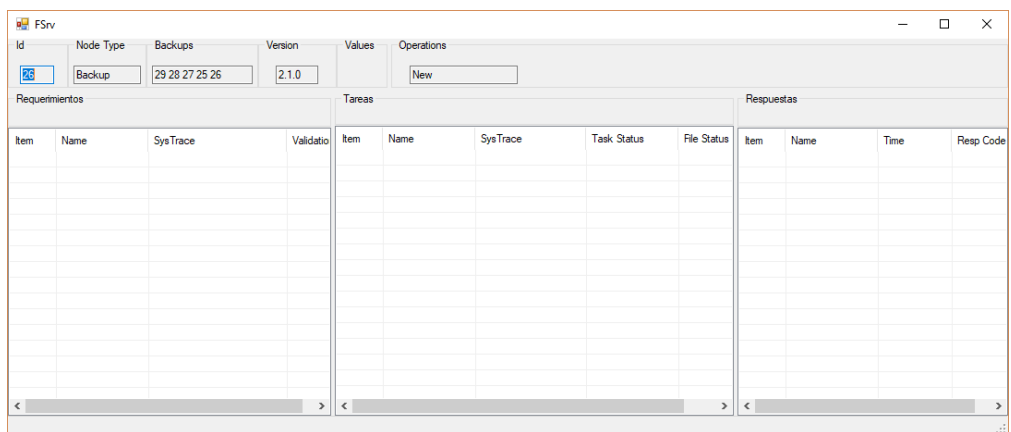 FSrv
Id Node Type Backups Version Values Operations
26 Backup 29 28 27 25 26 2.1.0 New
Requerimientos Tareas Respuestas
Item Name SysTrace Validatio Item Name SysTrace Task Status File Status Item Name Time Resp Code